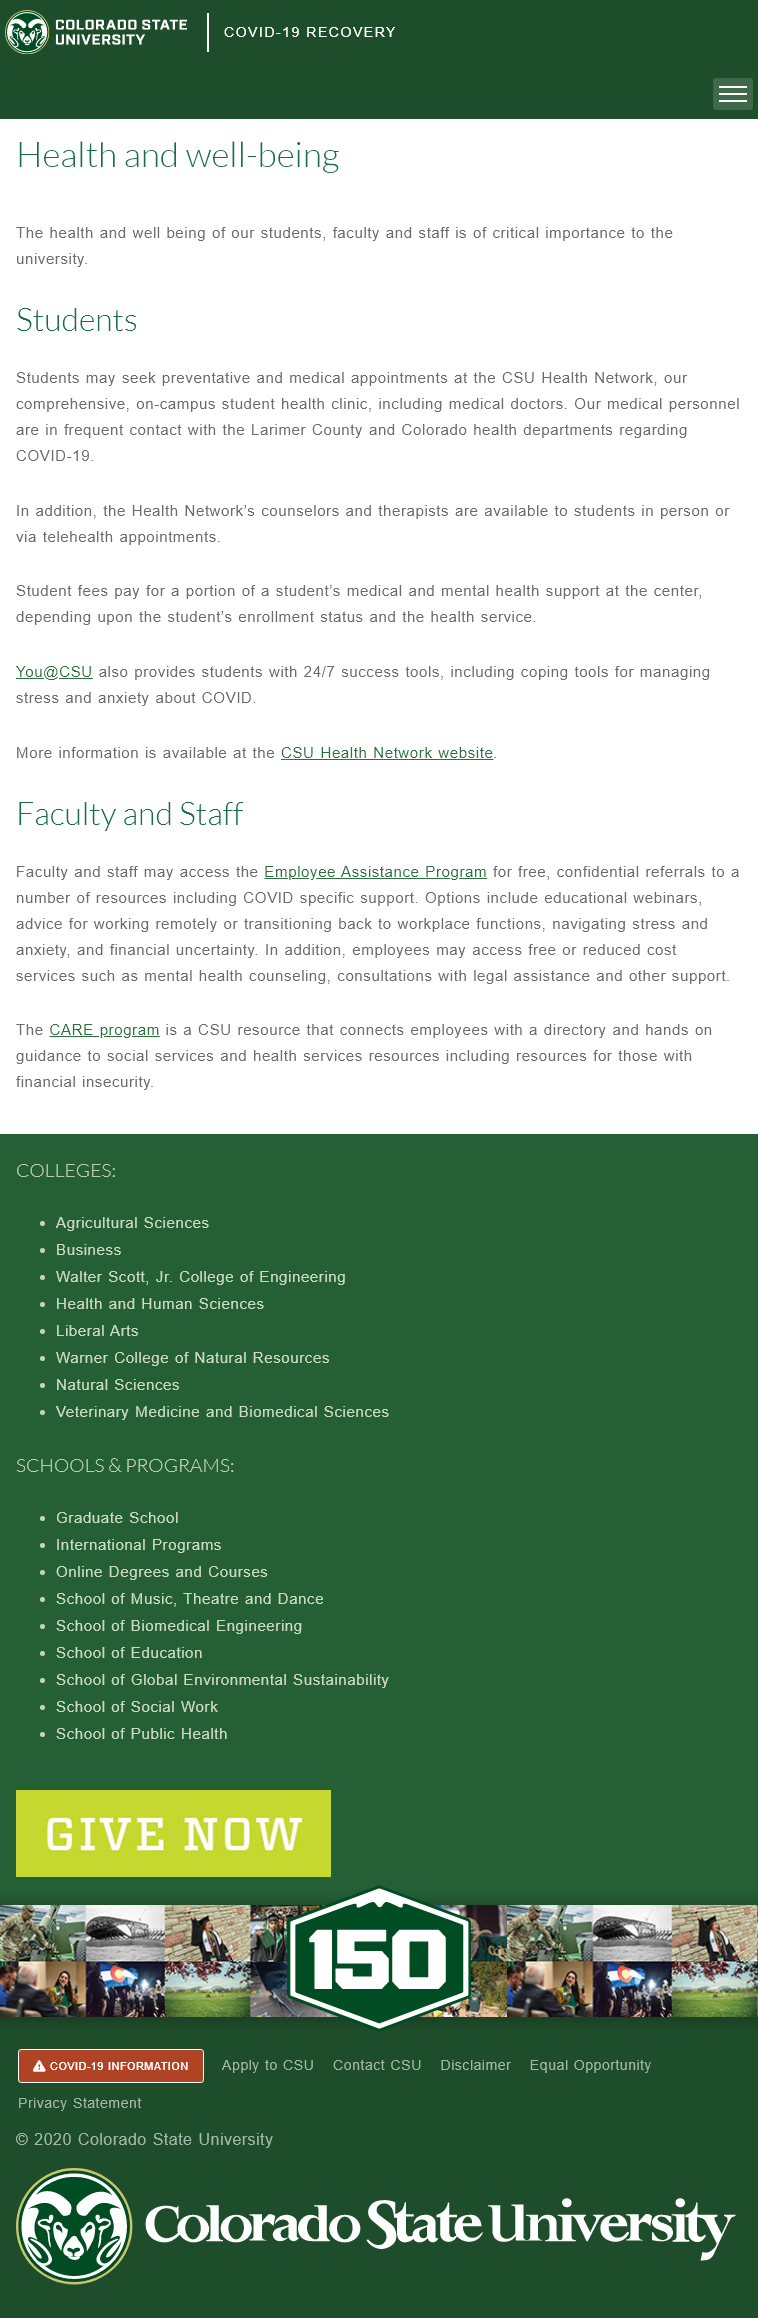 COLORADO STATE
UNIVERSITY
COVID-19 RECOVERY
Health and well-being
The health and well being of our students, faculty and staff is of critical importance to the
university.
Students
Students may seek preventative and medical appointments at the CSU Health Network, our
comprehensive, on-campus student health clinic, including medical doctors. Our medical personnel
are in frequent contact with the Larimer County and Colorado health departments regarding
COVID-19.
In addition, the Health Network’s counselors and therapists are available to students in person or
via telehealth appointments.
Student fees pay for a portion of a student’s medical and mental health support at the center,
depending upon the student’s enrollment status and the health service.
You@CSU also provides students with 24/7 success tools, including coping tools for managing
stress and anxiety about COVID.
More information is available at the CSU Health Network website.
Faculty and Staff
Faculty and staff may access the Employee Assistance Program for free, confidential referrals to a
number of resources including COVID specific support. Options include educational webinars,
advice for working remotely or transitioning back to workplace functions, navigating stress and
anxiety, and financial uncertainty. In addition, employees may access free or reduced cost
services such as mental health counseling, consultations with legal assistance and other support.
The CARE program is a CSU resource that connects employees with a directory and hands on
guidance to social services and health services resources including resources for those with
financial insecurity.
COLLEGES:
Agricultural Sciences
Business
Walter Scott, Jr. College of Engineering
Health and Human Sciences
Liberal Arts
Warner College of Natural Resources
Natural Sciences
Veterinary Medicine and Biomedical Sciences
SCHOOLS & PROGRAMS:
Graduate School
International Programs
Online Degrees and Courses
School of Music, Theatre and Dance
School of Biomedical Engineering
School of Education
School of Global Environmental Sustainability
School of Social Work
School of Public Health
GIVE NOW
150
COVID-19 INFORMATION Apply to CSU Contact CSU Disclaimer Equal Opportunity
Privacy Statement
© 2020 Colorado State University
Colorado State University